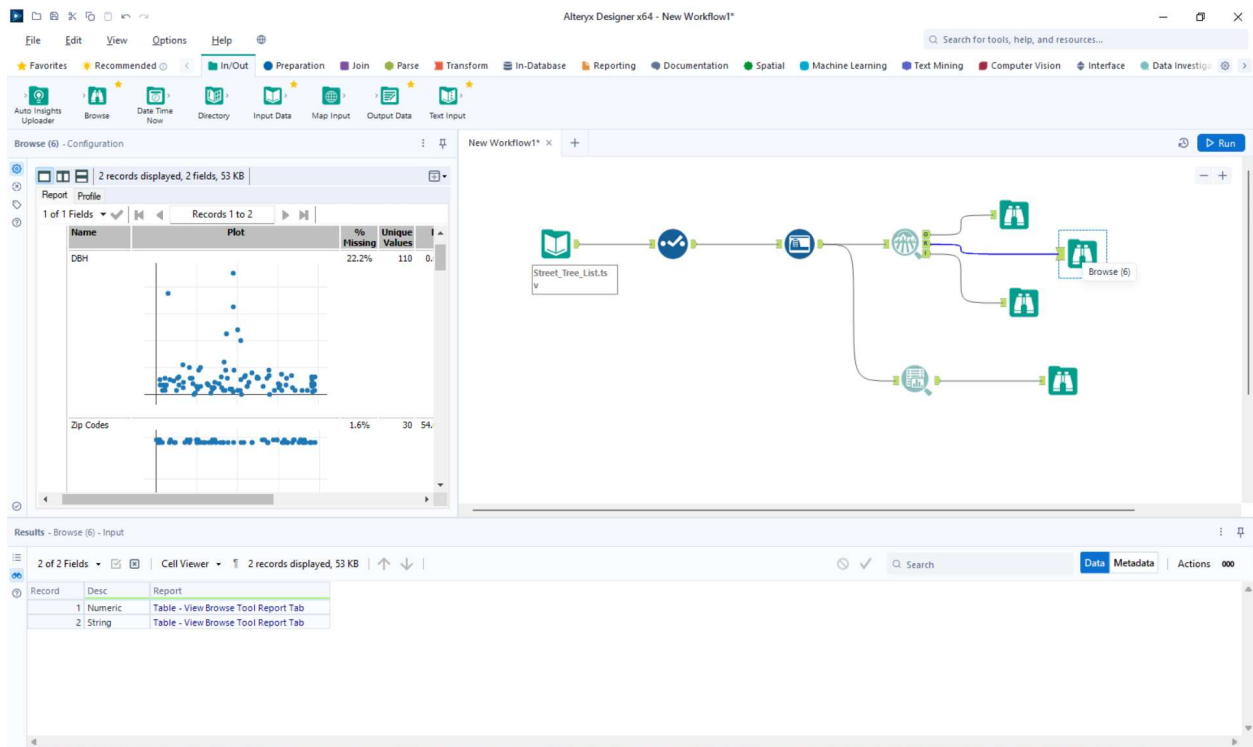 Alteryx Designer x64 - New Workflow1*
File Edit View Options Help
Search for tools, help, and resources...
Favorites Recommended In/Out Preparation Join Parse Transform In-Database Reporting Documentation Spatial Machine Learning Text Mining Computer Vision Interface Data Investiga
Auto Insights Uploader
Browse
Date Time Now
Directory
Input Data
Map Input
Output Data
Text Input
Browse (6) - Configuration
New Workflow1*
Run
2 records displayed, 2 fields, 53 KB
Report Profile
1 of 1 Fields Records 1 to 2
Name Plot % Missing Unique Values
DBH 22.2% 110 0.
Zip Codes 1.6% 30 54.
Street_Tree_List.ts
v
O
R
I
Browse (6)
Results - Browse (6) - Input
2 of 2 Fields Cell Viewer 2 records displayed, 53 KB Search Data Metadata Actions 000
Record Desc Report
1 Numeric Table - View Browse Tool Report Tab
2 String Table - View Browse Tool Report Tab